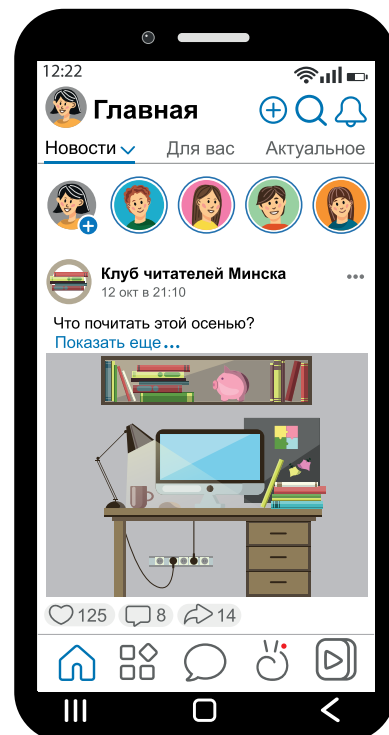 12:22
Главная
Новости Для вас Актуальное
Клуб читателей Минска
12 окт в 21:10
Что почитать этой осенью?
Показать еще...
125 8 14